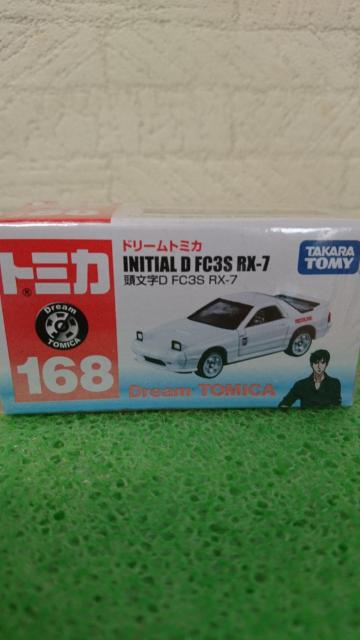 トミカ
®
Dream
TOMICA
168
ドリームトミカ
INITIAL D FC3S RX-7
頭文字D FC3S RX-7
TAKARA
TOMY
Dream TOMICA